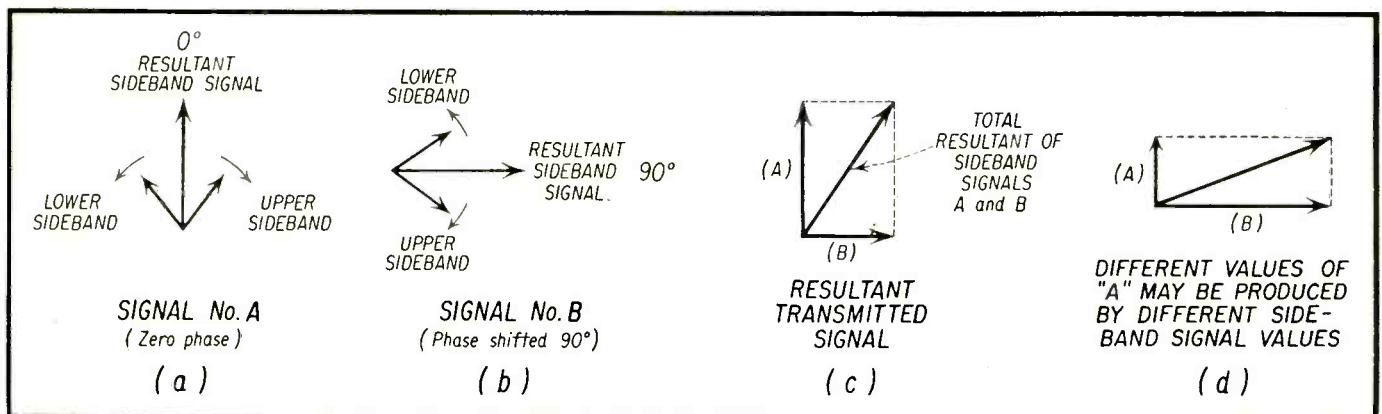 0°
RESULTANT
SIDEBAND SIGNAL
LOWER
SIDEBAND
UPPER
SIDEBAND
SIGNAL No. A
(Zero phase)
(a)
LOWER
SIDEBAND
RESULTANT
SIDEBAND
SIGNAL.
90°
UPPER
SIDEBAND
SIGNAL No. B
(Phase shifted 90°)
(b)
(A)
(B)
TOTAL
RESULTANT OF
SIDEBAND
SIGNALS
A and B
RESULTANT
TRANSMITTED
SIGNAL
(c)
(A)
(B)
DIFFERENT VALUES OF
"A" MAY BE PRODUCED
BY DIFFERENT SIDE-
BAND SIGNAL VALUES
(d)